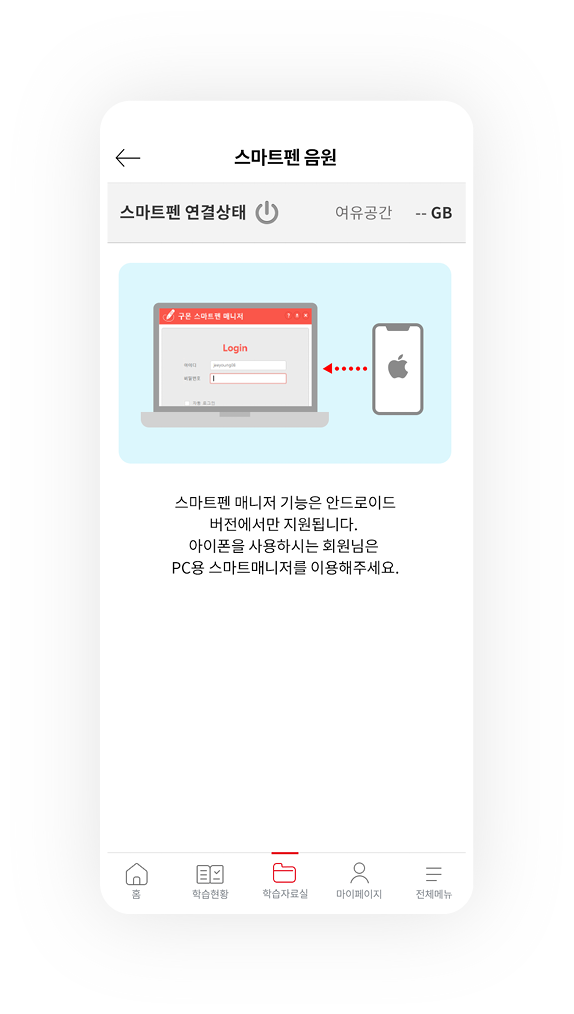 스마트펜 음원
스마트펜 연결상태 여유공간 -- GB
구몬 스마트펜 매니저 ? ×
Login
아이디
비밀번호
자동 로그인
스마트펜 매니저 기능은 안드로이드
버전에서만 지원됩니다.
아이폰을 사용하시는 회원님은
PC용 스마트매니저를 이용해주세요.
홈 학습현황 학습자료실 마이페이지 전체메뉴